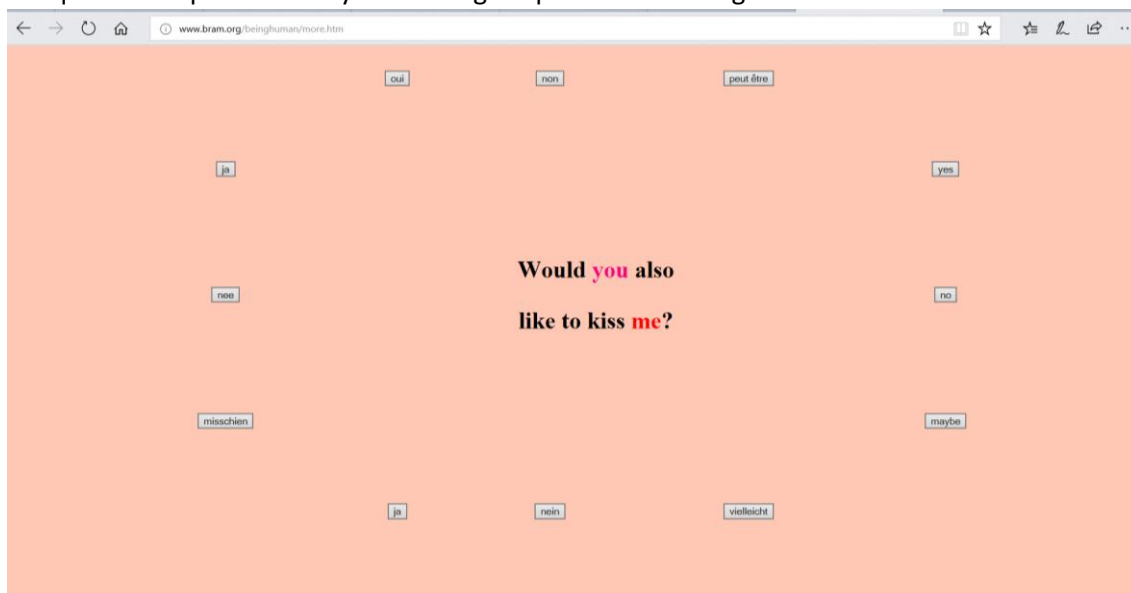 www.bram.org/beinghuman/more.htm
oui non peut être
ja yes
Would you also
nee no
like to kiss me?
misschien maybe
ja nein vielleicht